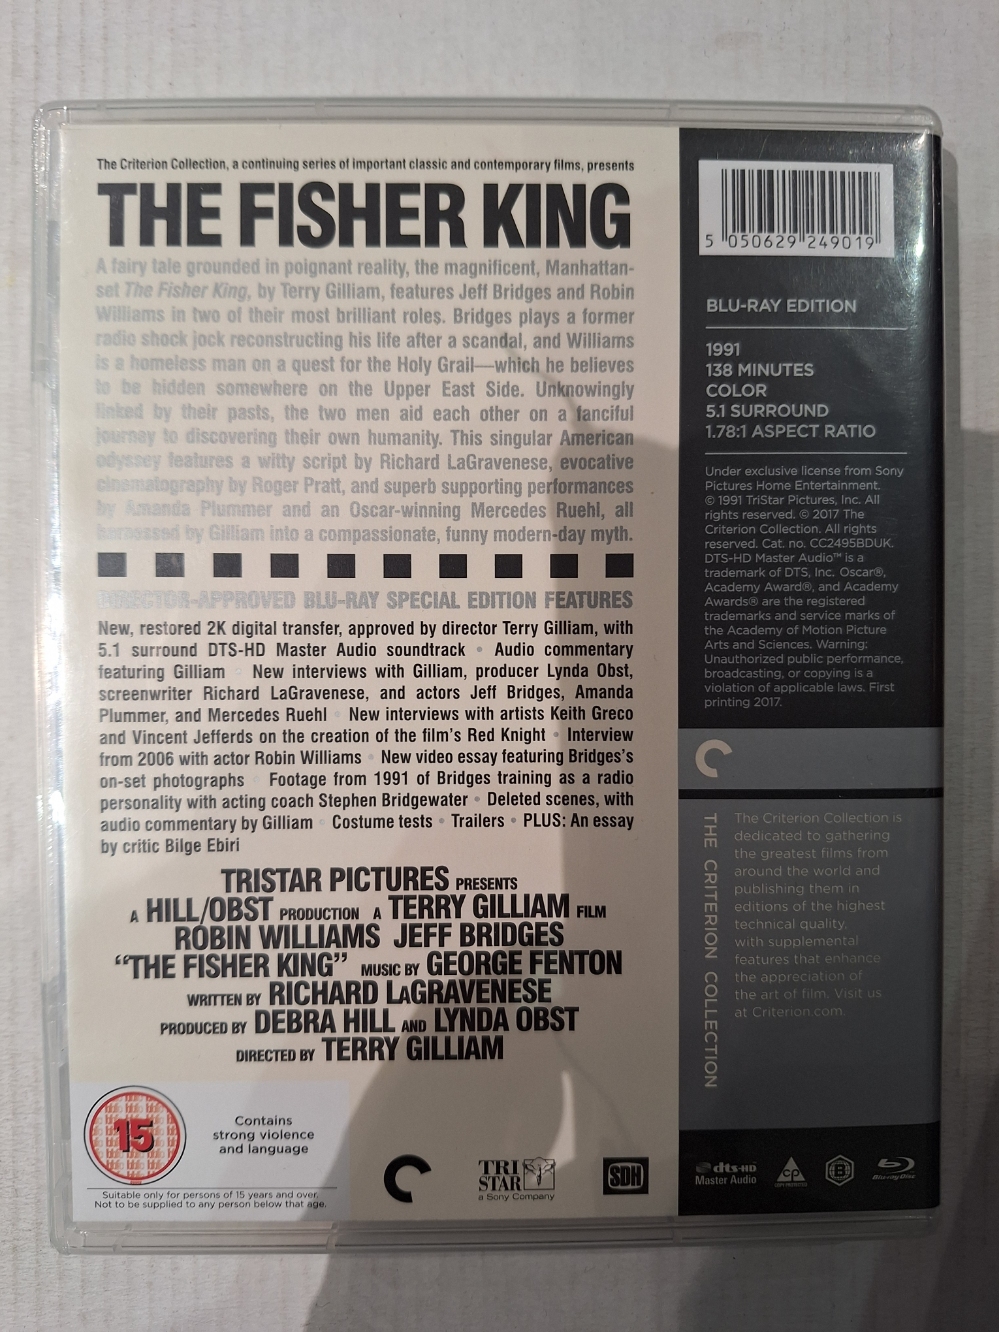 The Criterion Collection, a continuing series of important classic and contemporary films, presents
THE FISHER KING
A fairy tale grounded in poignant reality, the magnificent, Manhattan-
set The Fisher King, by Terry Gilliam, features Jeff Bridges and Robin
Williams in two of their most brilliant roles. Bridges plays a former
radio shock jock reconstructing his life after a scandal, and Williams
is a homeless man on a quest for the Holy Grail—which he believes
to be hidden somewhere on the Upper East Side. Unknowingly
linked by their pasts, the two men aid each other on a fanciful
journey to discovering their own humanity. This singular American
odyssey features a witty script by Richard LaGravenese, evocative
cinematography by Roger Pratt, and superb supporting performances
by Amanda Plummer and an Oscar-winning Mercedes Ruehl, all
harnessed by Gilliam into a compassionate, funny modern-day myth.
DIRECTOR-APPROVED BLU-RAY SPECIAL EDITION FEATURES
New, restored 2K digital transfer, approved by director Terry Gilliam, with
5.1 surround DTS-HD Master Audio soundtrack • Audio commentary
featuring Gilliam • New interviews with Gilliam, producer Lynda Obst,
screenwriter Richard LaGravenese, and actors Jeff Bridges, Amanda
Plummer, and Mercedes Ruehl • New interviews with artists Keith Greco
and Vincent Jefferds on the creation of the film's Red Knight • Interview
from 2006 with actor Robin Williams • New video essay featuring Bridges's
on-set photographs • Footage from 1991 of Bridges training as a radio
personality with acting coach Stephen Bridgewater • Deleted scenes, with
audio commentary by Gilliam • Costume tests • Trailers • PLUS: An essay
by critic Bilge Ebiri
TRISTAR PICTURES PRESENTS
A HILL/OBST PRODUCTION A TERRY GILLIAM FILM
ROBIN WILLIAMS JEFF BRIDGES
"THE FISHER KING" MUSIC BY GEORGE FENTON
WRITTEN BY RICHARD LAGRAVENESE
PRODUCED BY DEBRA HILL AND LYNDA OBST
DIRECTED BY TERRY GILLIAM
15
Contains
strong violence
and language
Suitable only for persons of 15 years and over.
Not to be supplied to any person below that age.
TRI
STAR
a Sony Company
SDH
5 050629 249019
BLU-RAY EDITION
1991
138 MINUTES
COLOR
5.1 SURROUND
1.78:1 ASPECT RATIO
Under exclusive license from Sony
Pictures Home Entertainment.
© 1991 TriStar Pictures, Inc. All
rights reserved. © 2017 The
Criterion Collection. All rights
reserved. Cat. no. CC2495BDUK.
DTS-HD Master Audio™ is a
trademark of DTS, Inc. Oscar®,
Academy Award®, and Academy
Awards® are the registered
trademarks and service marks of
the Academy of Motion Picture
Arts and Sciences. Warning:
Unauthorized public performance,
broadcasting, or copying is a
violation of applicable laws. First
printing 2017.
THE CRITERION COLLECTION
The Criterion Collection is
dedicated to gathering
the greatest films from
around the world and
publishing them in
editions of the highest
technical quality,
with supplemental
features that enhance
the appreciation of
the art of film. Visit us
at Criterion.com.
dts-HD
Master Audio
CP
COPY PROTECTED
B
Blu-ray Disc